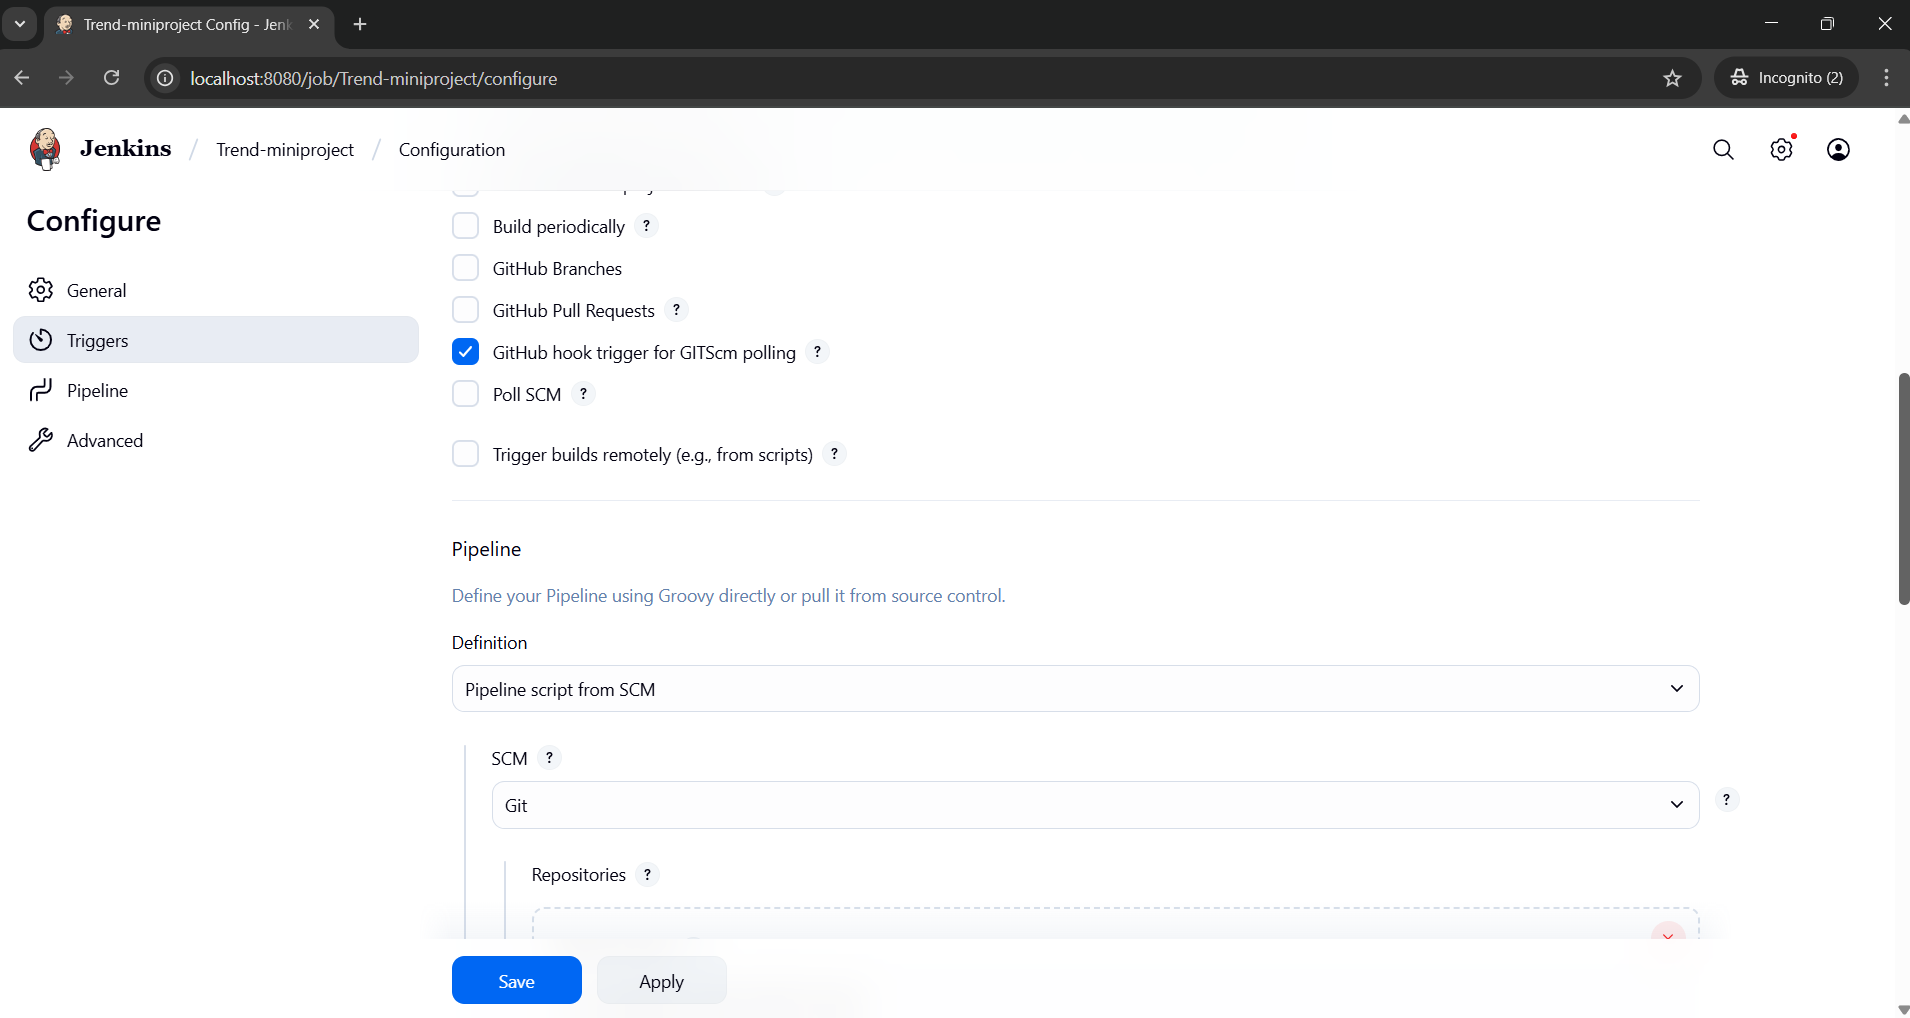 Trend-miniproject Config - Jenk
localhost:8080/job/Trend-miniproject/configure
Incognito (2)
Jenkins / Trend-miniproject / Configuration
Configure
General
Triggers
Pipeline
Advanced
Build periodically ?
GitHub Branches
GitHub Pull Requests ?
GitHub hook trigger for GITScm polling ?
Poll SCM ?
Trigger builds remotely (e.g., from scripts) ?
Pipeline
Define your Pipeline using Groovy directly or pull it from source control.
Definition
Pipeline script from SCM
SCM ?
Git
?
Repositories ?
Save
Apply